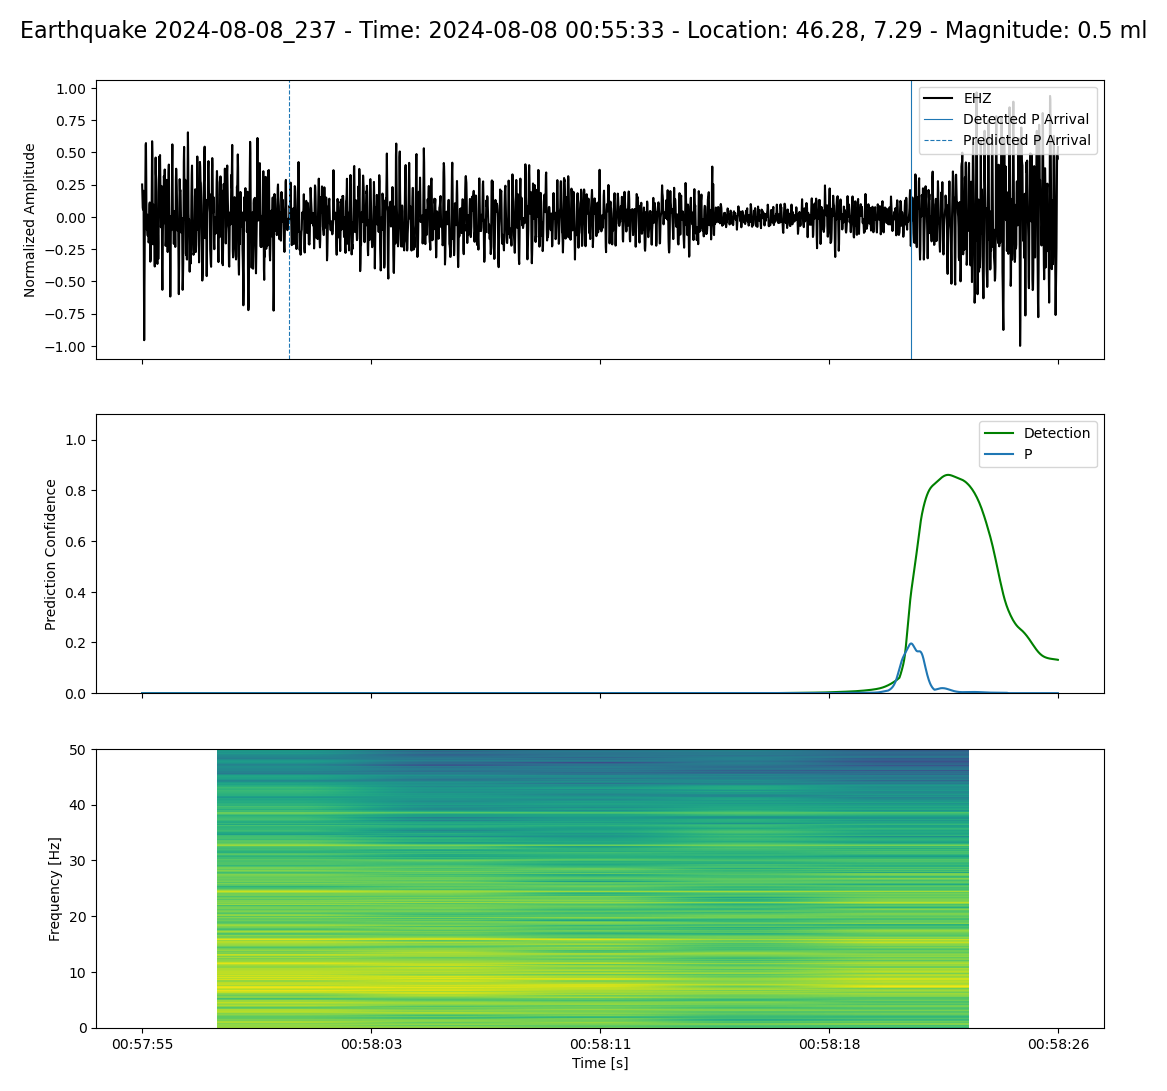 Earthquake 2024-08-08_237 - Time: 2024-08-08 00:55:33 - Location: 46.28, 7.29 - Magnitude: 0.5 ml
Normalized Amplitude
1.00
0.75
0.50
0.25
0.00
−0.25
−0.50
−0.75
−1.00
EHZ
Detected P Arrival
Predicted P Arrival
Prediction Confidence
1.0
0.8
0.6
0.4
0.2
0.0
Detection
P
Frequency [Hz]
50
40
30
20
10
0
00:57:55 00:58:03 00:58:11 00:58:18 00:58:26
Time [s]